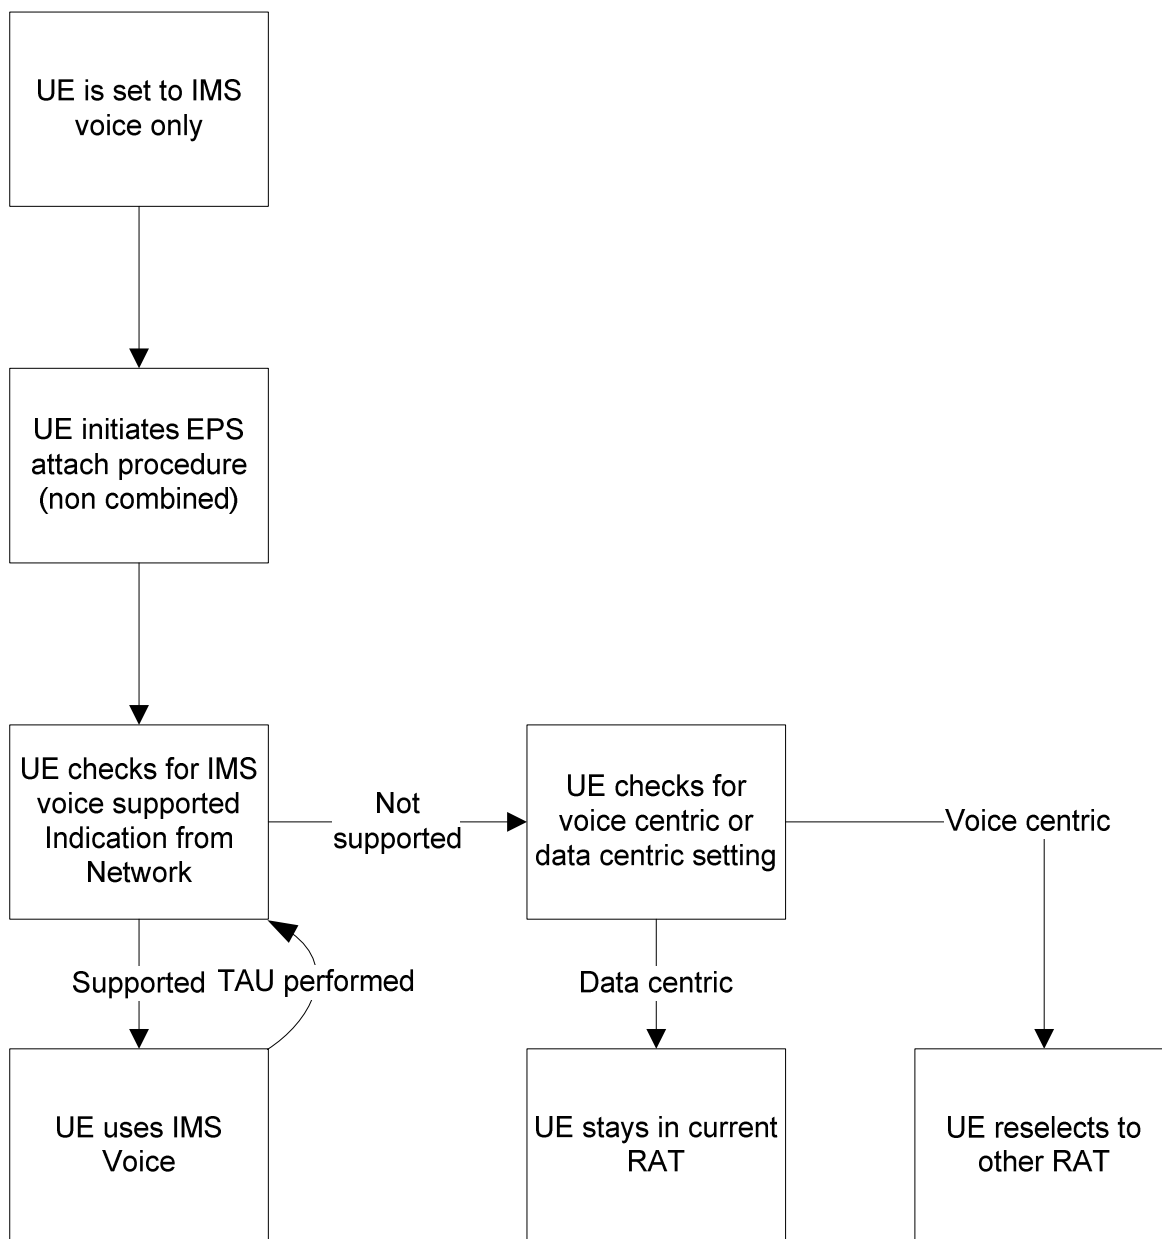 UE is set to IMS
voice only
UE initiates EPS
attach procedure
(non combined)
UE checks for IMS
voice supported
Indication from
Network
Not
supported
UE checks for
voice centric or
data centric setting
Voice centric
Supported
TAU performed
Data centric
UE uses IMS
Voice
UE stays in current
RAT
UE reselects to
other RAT